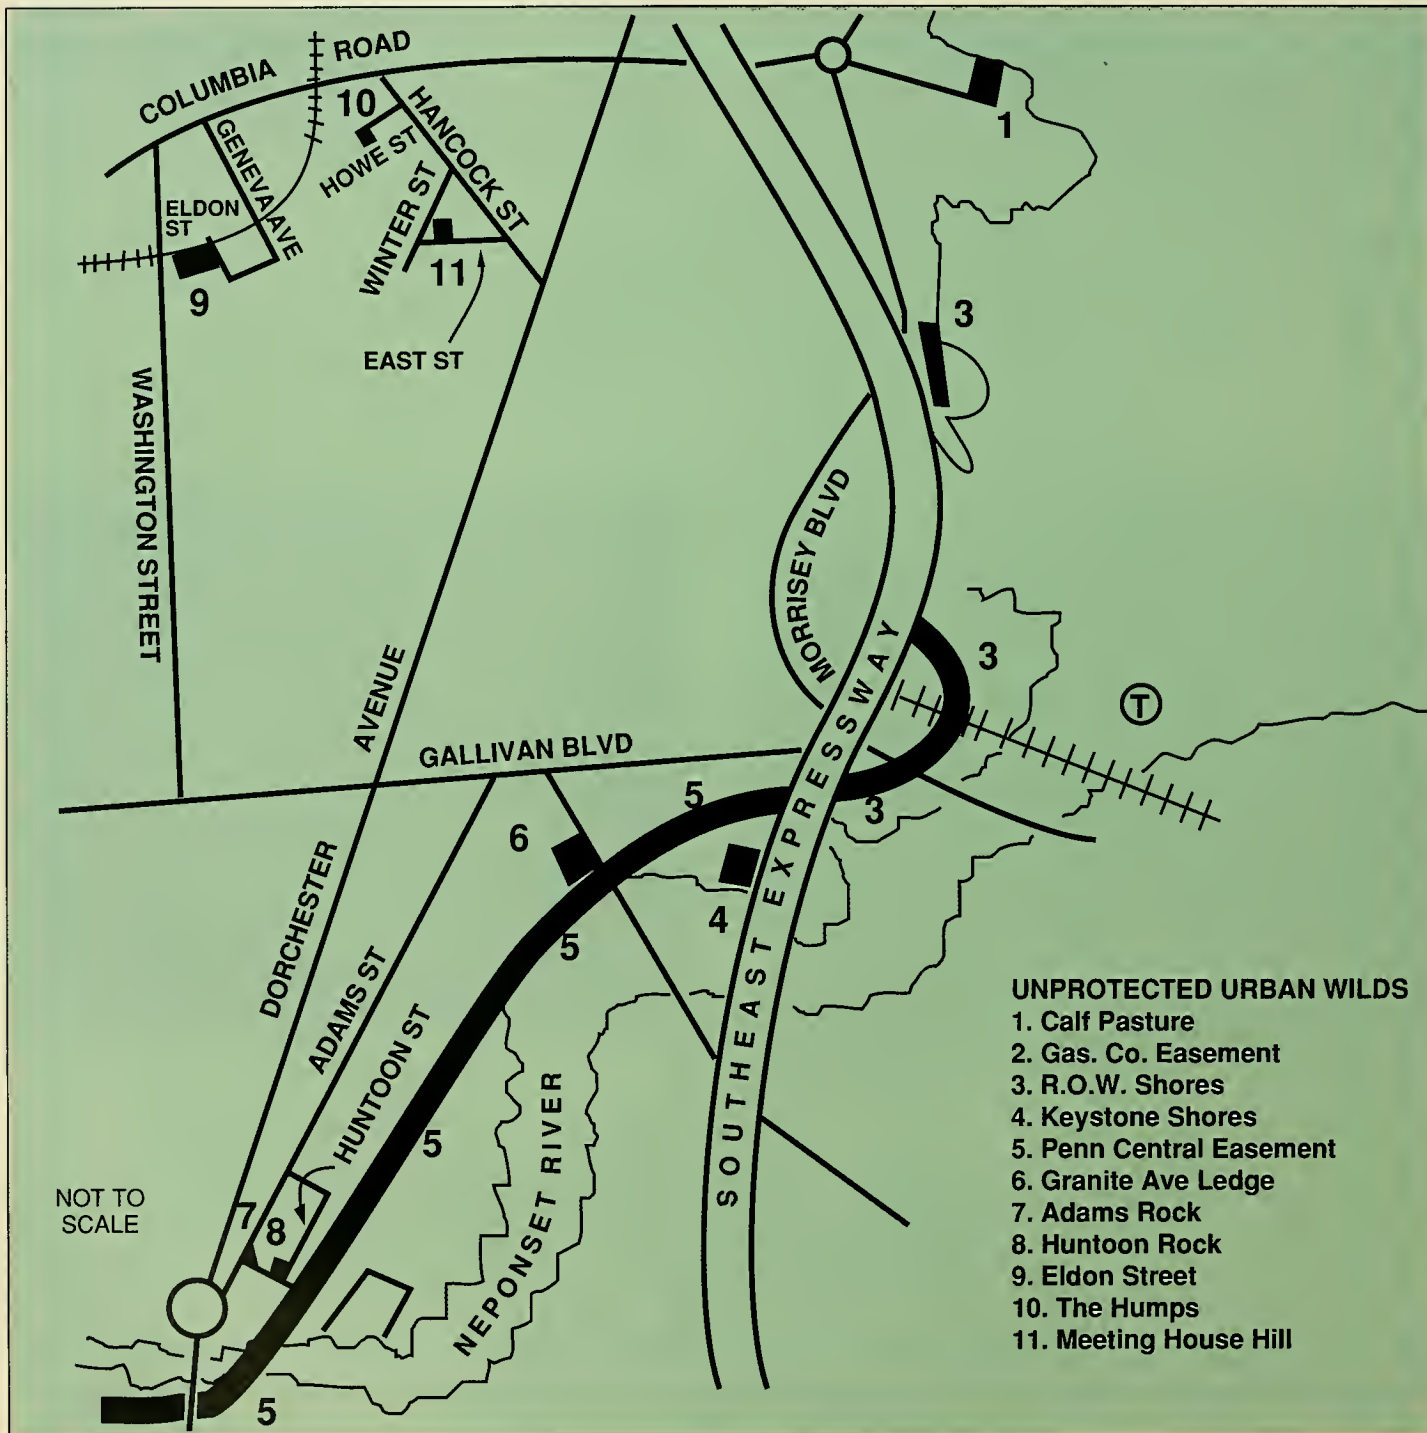 COLUMBIA ROAD
10
HANCOCK ST
GENEVA AVE
HOWE ST
1
ELDON
ST
WINTER ST
9
11
3
EAST ST
WASHINGTON STREET
MORRISEY BLVD
3
T
DORCHESTER AVENUE
GALLIVAN BLVD
5
3
6
4
5
SOUTHEAST EXPRESSWAY
ADAMS ST
HUNTOON ST
5
NEPONSET RIVER
NOT TO
SCALE
7
8
5
UNPROTECTED URBAN WILDS
1. Calf Pasture
2. Gas. Co. Easement
3. R.O.W. Shores
4. Keystone Shores
5. Penn Central Easement
6. Granite Ave Ledge
7. Adams Rock
8. Huntoon Rock
9. Eldon Street
10. The Humps
11. Meeting House Hill